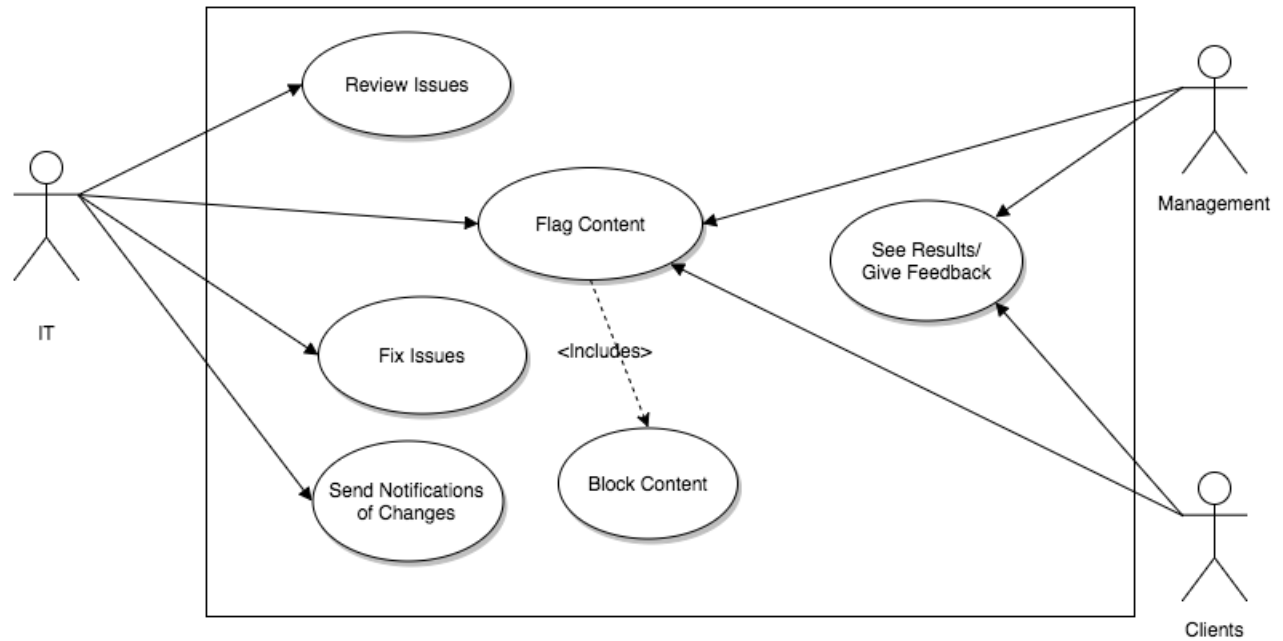 Review Issues
Management
Flag Content
See Results/
Give Feedback
IT
Fix Issues
<Includes>
Send Notifications
of Changes
Block Content
Clients